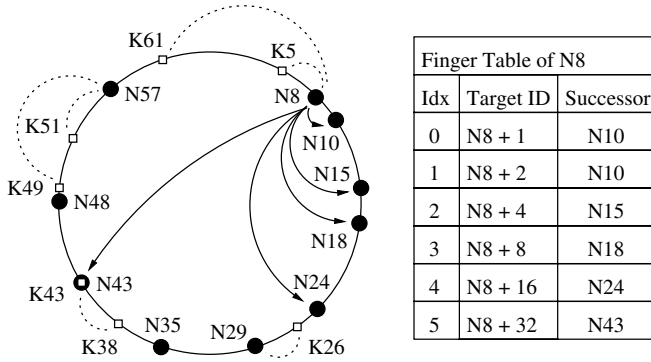 K61
K5
N57
N8
K51
N10
K49
N15
N48
N18
K43
N43
N24
N35
N29
K38
K26
Finger Table of N8
Idx Target ID Successor
0 N8 + 1 N10
1 N8 + 2 N10
2 N8 + 4 N15
3 N8 + 8 N18
4 N8 + 16 N24
5 N8 + 32 N43